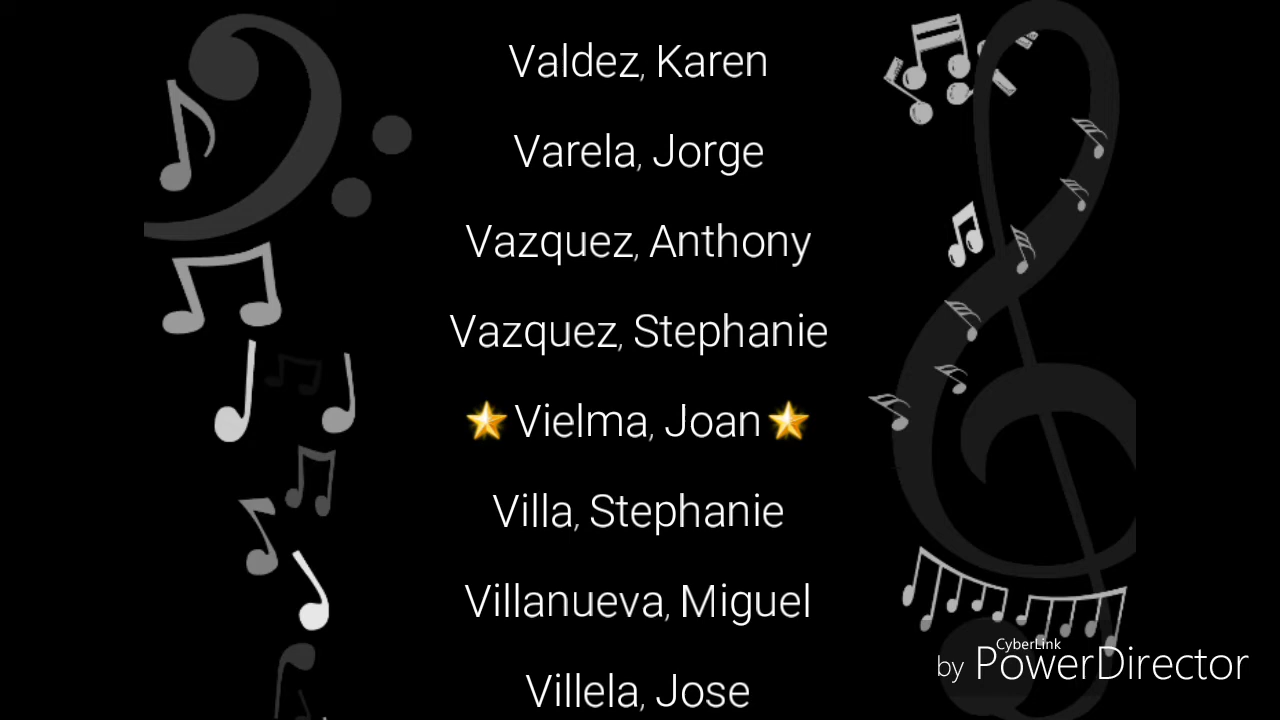 Valdez, Karen
Varela, Jorge
Vazquez, Anthony
Vazquez, Stephanie
⭐Vielma, Joan⭐
Villa, Stephanie
Villanueva, Miguel
Villela, Jose
CyberLink
by PowerDirector